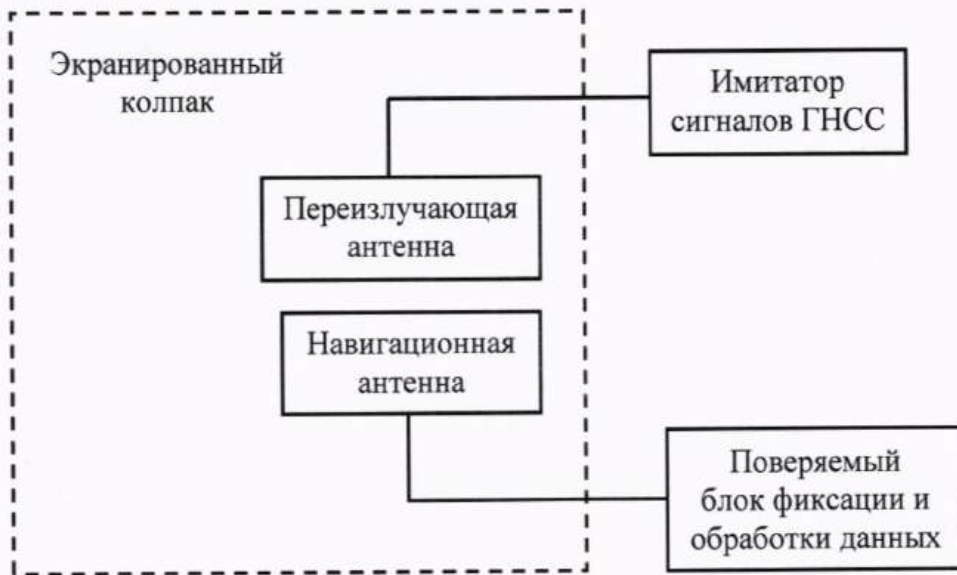 Экранированный
колпак
Имитатор
сигналов ГНСС
Переизлучающая
антенна
Навигационная
антенна
Поверяемый
блок фиксации и
обработки данных